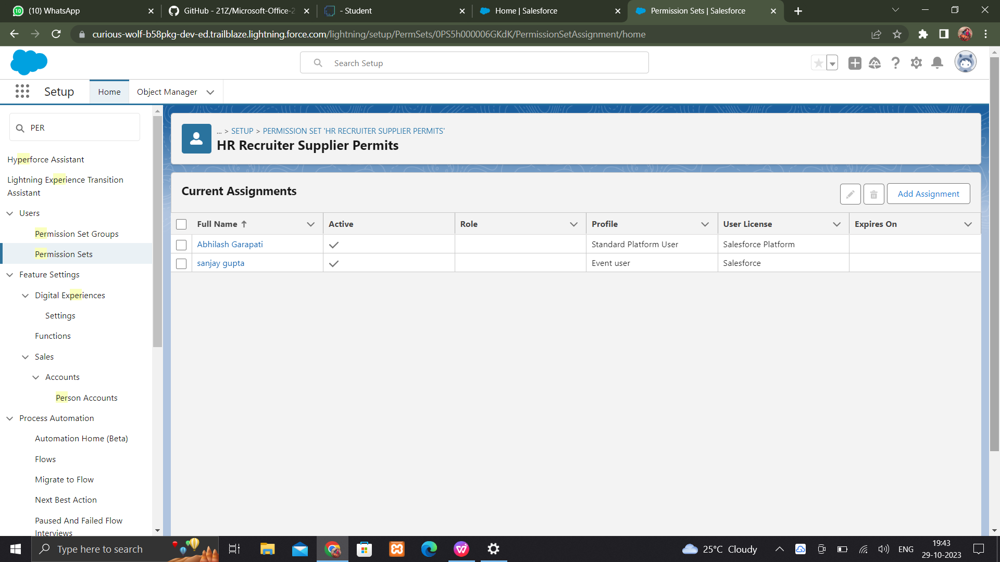 (10) WhatsApp
GitHub - 21Z/Microsoft-Office-2
- Student
Home | Salesforce
Permission Sets | Salesforce
curious-wolf-b58pkg-dev-ed.trailblaze.lightning.force.com/lightning/setup/PermSets/0PS5h000006GKdK/PermissionSetAssignment/home
Search Setup
Setup
Home
Object Manager
PER
Hyperforce Assistant
Lightning Experience Transition
Assistant
Users
Permission Set Groups
Permission Sets
Feature Settings
Digital Experiences
Settings
Functions
Sales
Accounts
Person Accounts
Process Automation
Automation Home (Beta)
Flows
Migrate to Flow
Next Best Action
Paused And Failed Flow
Interviews
... > SETUP > PERMISSION SET 'HR RECRUITER SUPPLIER PERMITS'
HR Recruiter Supplier Permits
Current Assignments
Add Assignment
Full Name Active Role Profile User License Expires On
Abhilash Garapati Standard Platform User Salesforce Platform
sanjay gupta Event user Salesforce
Type here to search
25°C Cloudy
ENG
19:43
29-10-2023